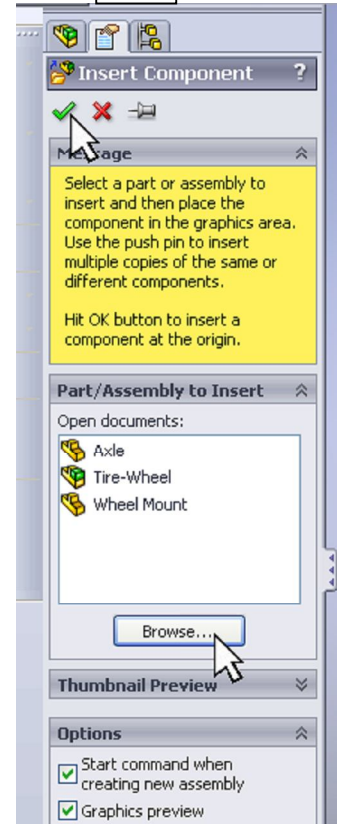 Insert Component ?
Message
Select a part or assembly to
insert and then place the
component in the graphics area.
Use the push pin to insert
multiple copies of the same or
different components.
Hit OK button to insert a
component at the origin.
Part/Assembly to Insert
Open documents:
Axle
Tire-Wheel
Wheel Mount
Browse...
Thumbnail Preview
Options
Start command when
creating new assembly
Graphics preview